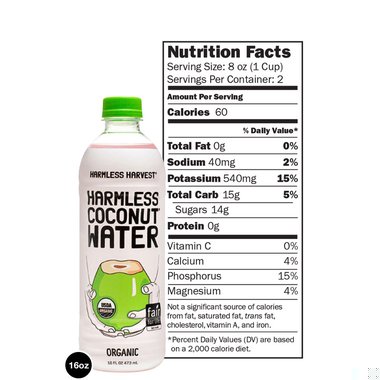 Nutrition Facts
Serving Size: 8 oz (1 Cup)
Servings Per Container: 2
Amount Per Serving
Calories 60
% Daily Value*
Total Fat 0g 0%
Sodium 40mg 2%
Potassium 540mg 15%
Total Carb 15g 5%
Sugars 14g
Protein 0g
Vitamin C 0%
Calcium 4%
Phosphorus 15%
Magnesium 4%
Not a significant source of calories
from fat, saturated fat, trans fat,
cholesterol, vitamin A, and iron.
*Percent Daily Values (DV) are based
on a 2,000 calorie diet.
HARMLESS HARVEST®
HARMLESS
COCONUT
WATER
USDA
ORGANIC
fair
ORGANIC
16oz